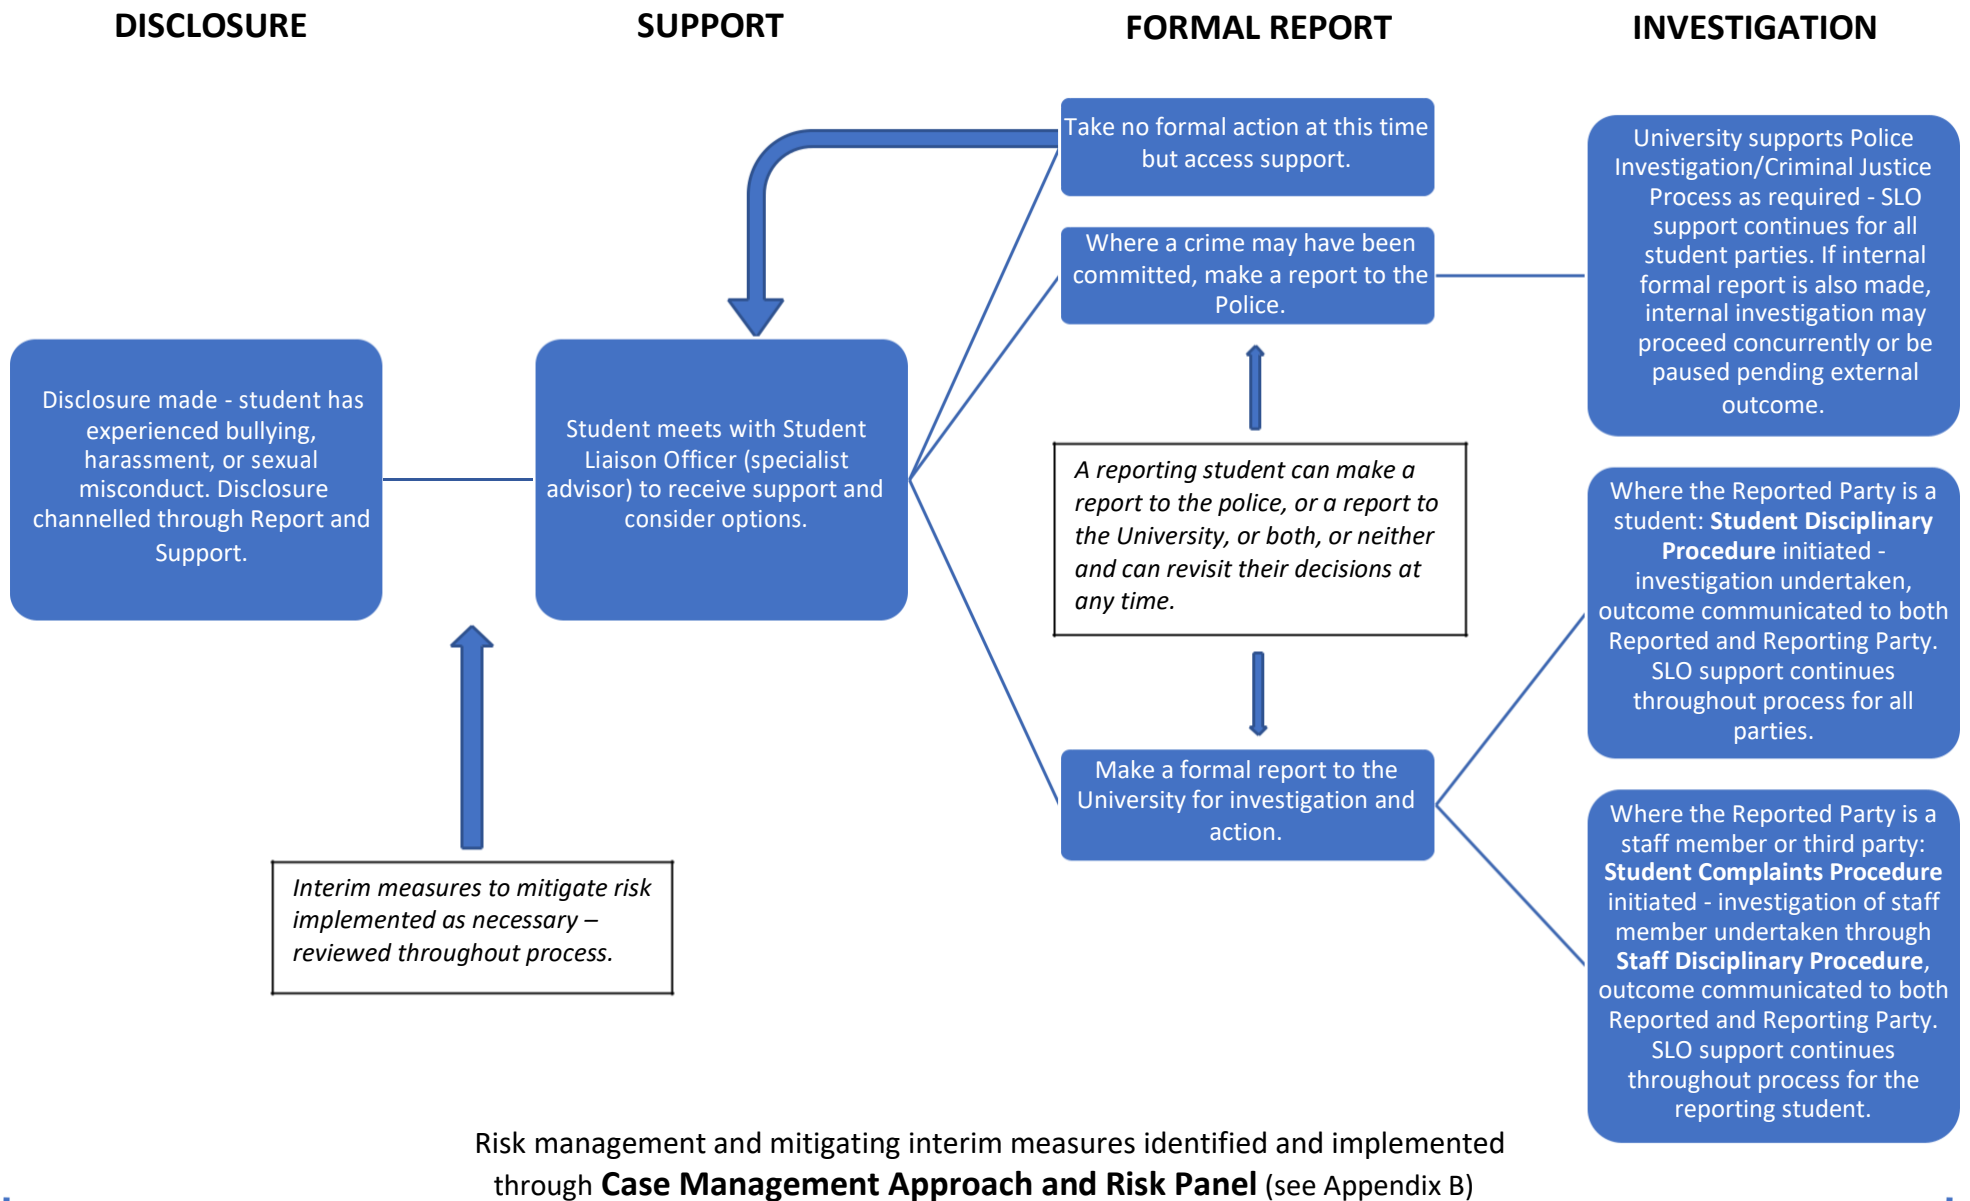 DISCLOSURE
SUPPORT
FORMAL REPORT
INVESTIGATION
Disclosure made - student has
experienced bullying,
harassment, or sexual
misconduct. Disclosure
channelled through Report and
Support.
Student meets with Student
Liaison Officer (specialist
advisor) to receive support and
consider options.
Take no formal action at this time
but access support.
Where a crime may have been
committed, make a report to the
Police.
A reporting student can make a
report to the police, or a report to
the University, or both, or neither
and can revisit their decisions at
any time.
Make a formal report to the
University for investigation and
action.
University supports Police
Investigation/Criminal Justice
Process as required - SLO
support continues for all
student parties. If internal
formal report is also made,
internal investigation may
proceed concurrently or be
paused pending external
outcome.
Where the Reported Party is a
student: Student Disciplinary
Procedure initiated -
investigation undertaken,
outcome communicated to both
Reported and Reporting Party.
SLO support continues
throughout process for all
parties.
Where the Reported Party is a
staff member or third party:
Student Complaints Procedure
initiated - investigation of staff
member undertaken through
Staff Disciplinary Procedure,
outcome communicated to both
Reported and Reporting Party.
SLO support continues
throughout process for the
reporting student.
Interim measures to mitigate risk
implemented as necessary –
reviewed throughout process.
Risk management and mitigating interim measures identified and implemented
through Case Management Approach and Risk Panel (see Appendix B)